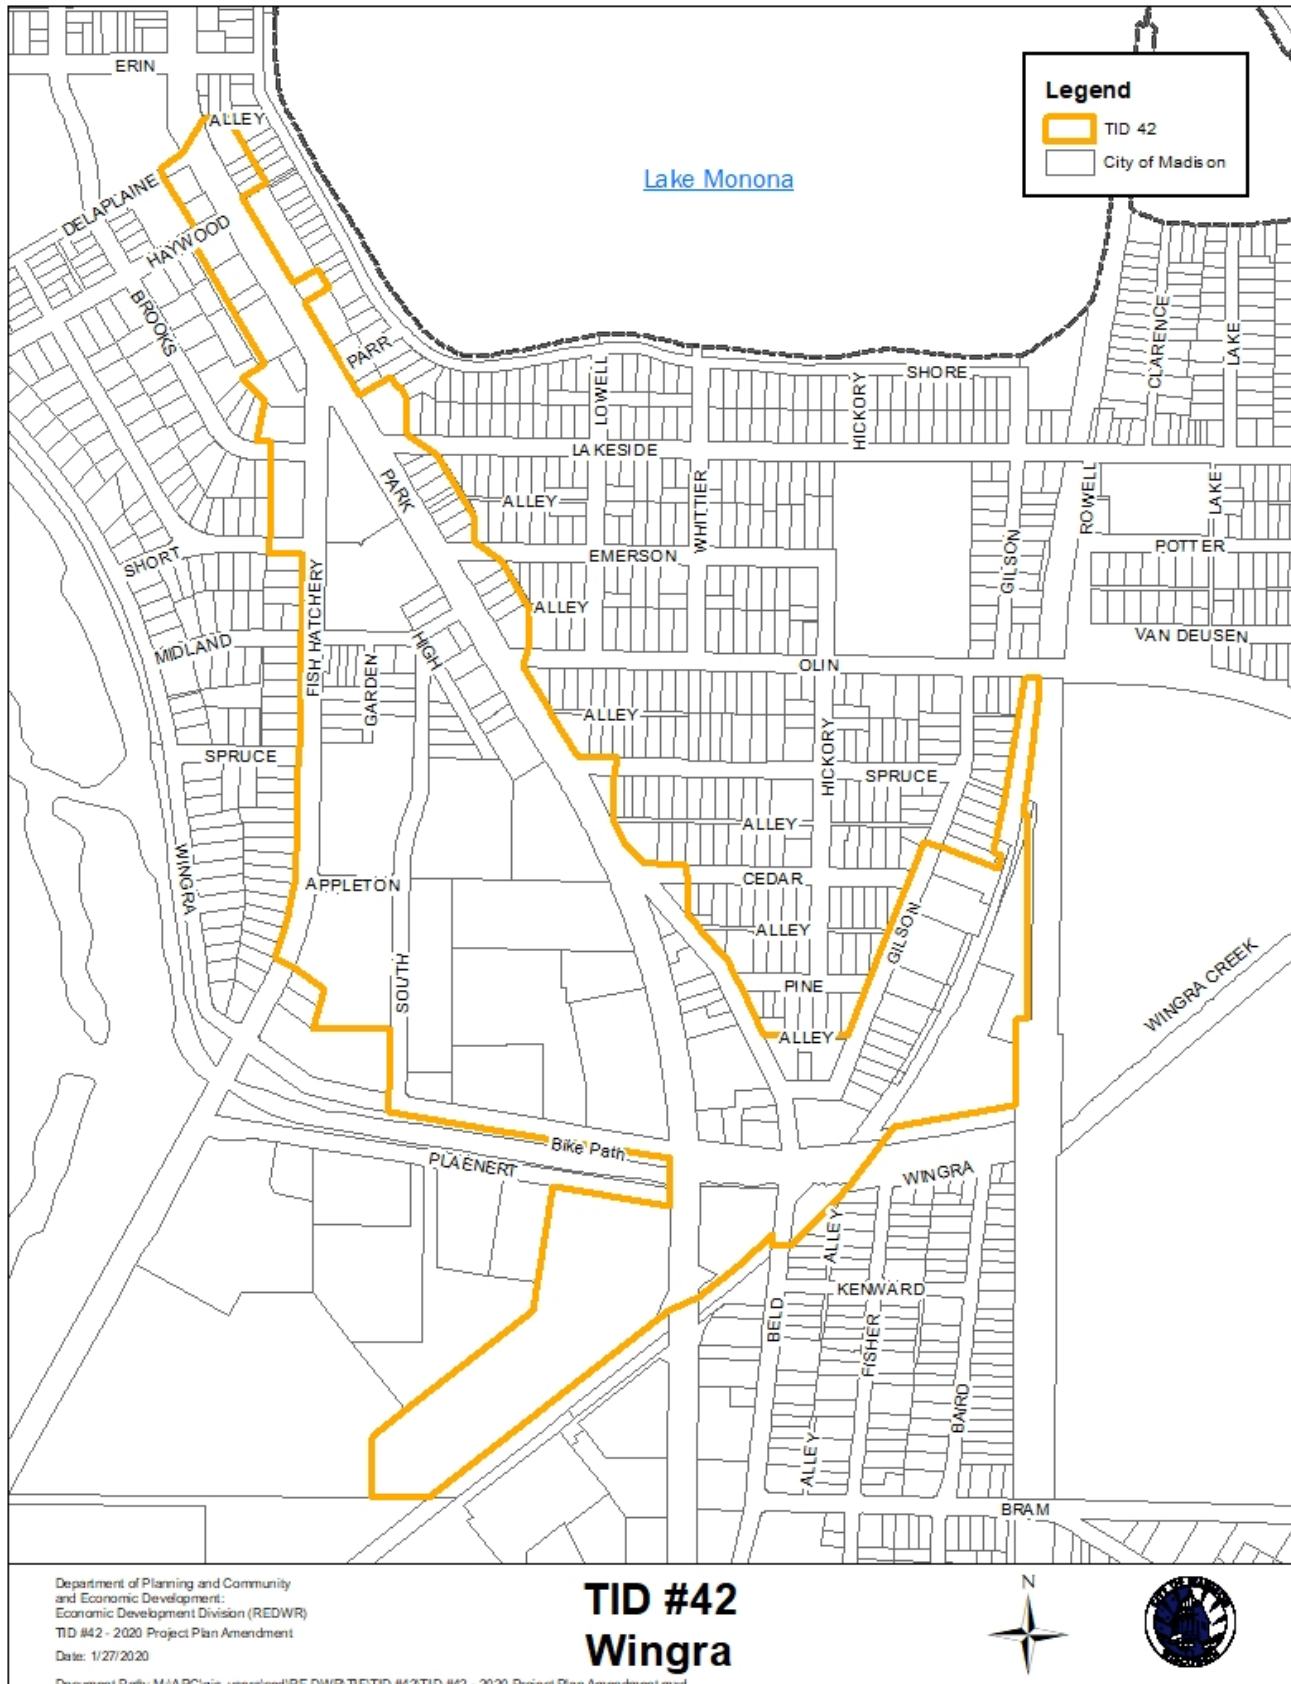 ERIN
ALLEY
Legend
TID 42
City of Madison
Lake Monona
DELAPLAINE
HAYWOOD
BROOKS
PARR
LOWELL
HICKORY
SHORE
CLARENCE
LAKE
LAKESIDE
PARK
ALLEY
WHITTIER
ROWELL
LAKE
EMERSON
GILSON
POTTER
SHORT
FISH HATCHERY
ALLEY
MIDLAND
HIGH
VAN DEUSEN
OLIN
GARDEN
ALLEY
HICKORY
SPRUCE
SPRUCE
ALLEY
WINGRA
APPLETON
CEDAR
ALLEY
GILSON
SOUTH
PINE
WINGRA CREEK
ALLEY
Bike Path
PLAENERT
WINGRA
ALLEY
KENWARD
BELD
FISHER
BAIRD
ALLEY
BRAM
Department of Planning and Community
and Economic Development:
Economic Development Division (REDWR)
TID #42 - 2020 Project Plan Amendment
Date: 1/27/2020
TID #42
Wingra
N